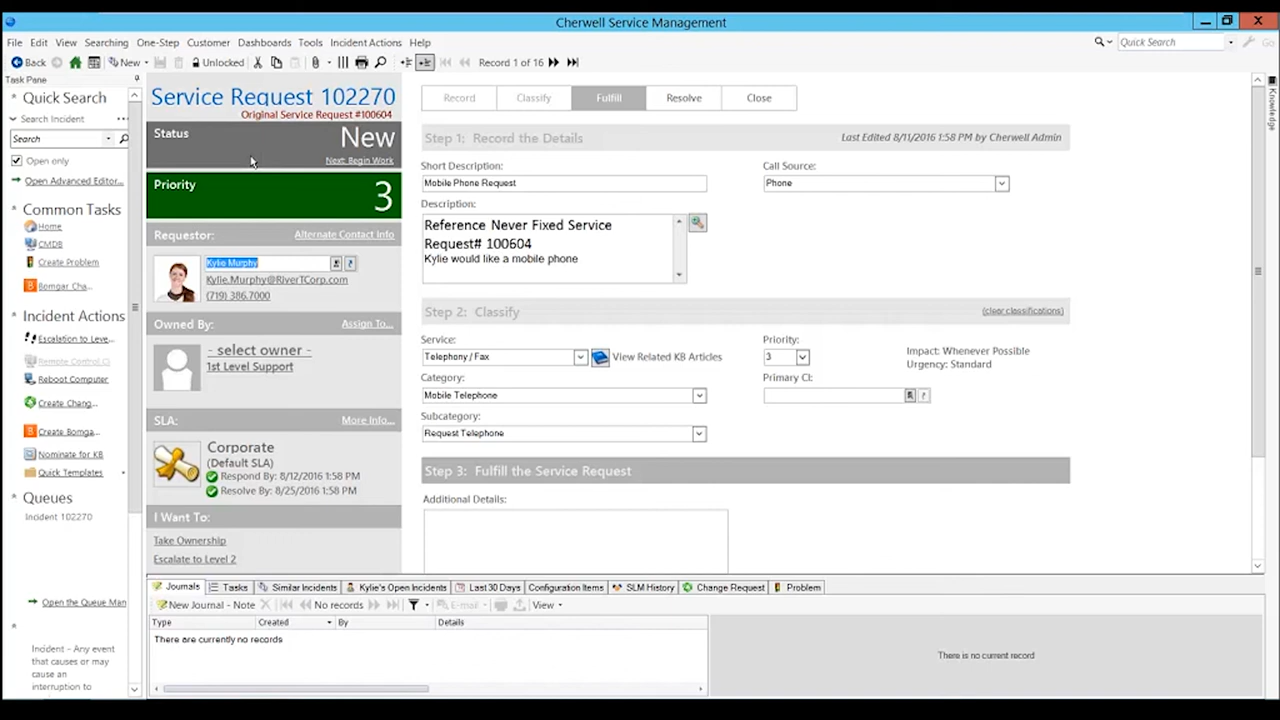 Cherwell Service Management
File Edit View Searching One-Step Customer Dashboards Tools Incident Actions Help
Quick Search
Back New Unlocked Record 1 of 16
Task Pane
Quick Search
Search Incident
Search
Open only
Open Advanced Editor...
Common Tasks
Home
CMDB
Create Problem
Bomgar Cha...
Incident Actions
Escalation to Leve...
Remote Control Cl
Reboot Computer
Create Chang...
Create Bomga...
Nominate for KB
Quick Templates
Queues
Incident 102270
Open the Queue Man
Incident - Any event
that causes or may
cause an
interruption to
Service Request 102270
Original Service Request #100604
Status
New
Next: Begin Work
Priority
3
Requestor:
Alternate Contact Info
Kylie Murphy
Kylie.Murphy@RiverTCorp.com
(719) 386.7000
Owned By:
Assign To...
- select owner -
1st Level Support
SLA:
More Info...
Corporate
(Default SLA)
Respond By: 8/12/2016 1:58 PM
Resolve By: 8/25/2016 1:58 PM
I Want To:
Take Ownership
Escalate to Level 2
Record Classify Fulfill Resolve Close
Step 1: Record the Details
Last Edited 8/11/2016 1:58 PM by Cherwell Admin
Short Description:
Mobile Phone Request
Call Source:
Phone
Description:
Reference Never Fixed Service
Request# 100604
Kylie would like a mobile phone
Step 2: Classify
(clear classifications)
Service:
Telephony / Fax
View Related KB Articles
Priority:
3
Impact: Whenever Possible
Urgency: Standard
Category:
Mobile Telephone
Primary CI:
Subcategory:
Request Telephone
Step 3: Fulfill the Service Request
Additional Details:
Journals Tasks Similar Incidents Kylie's Open Incidents Last 30 Days Configuration Items SLM History Change Request Problem
New Journal - Note No records E-mail View
Type Created By Details
There are currently no records
There is no current record
Knowledge